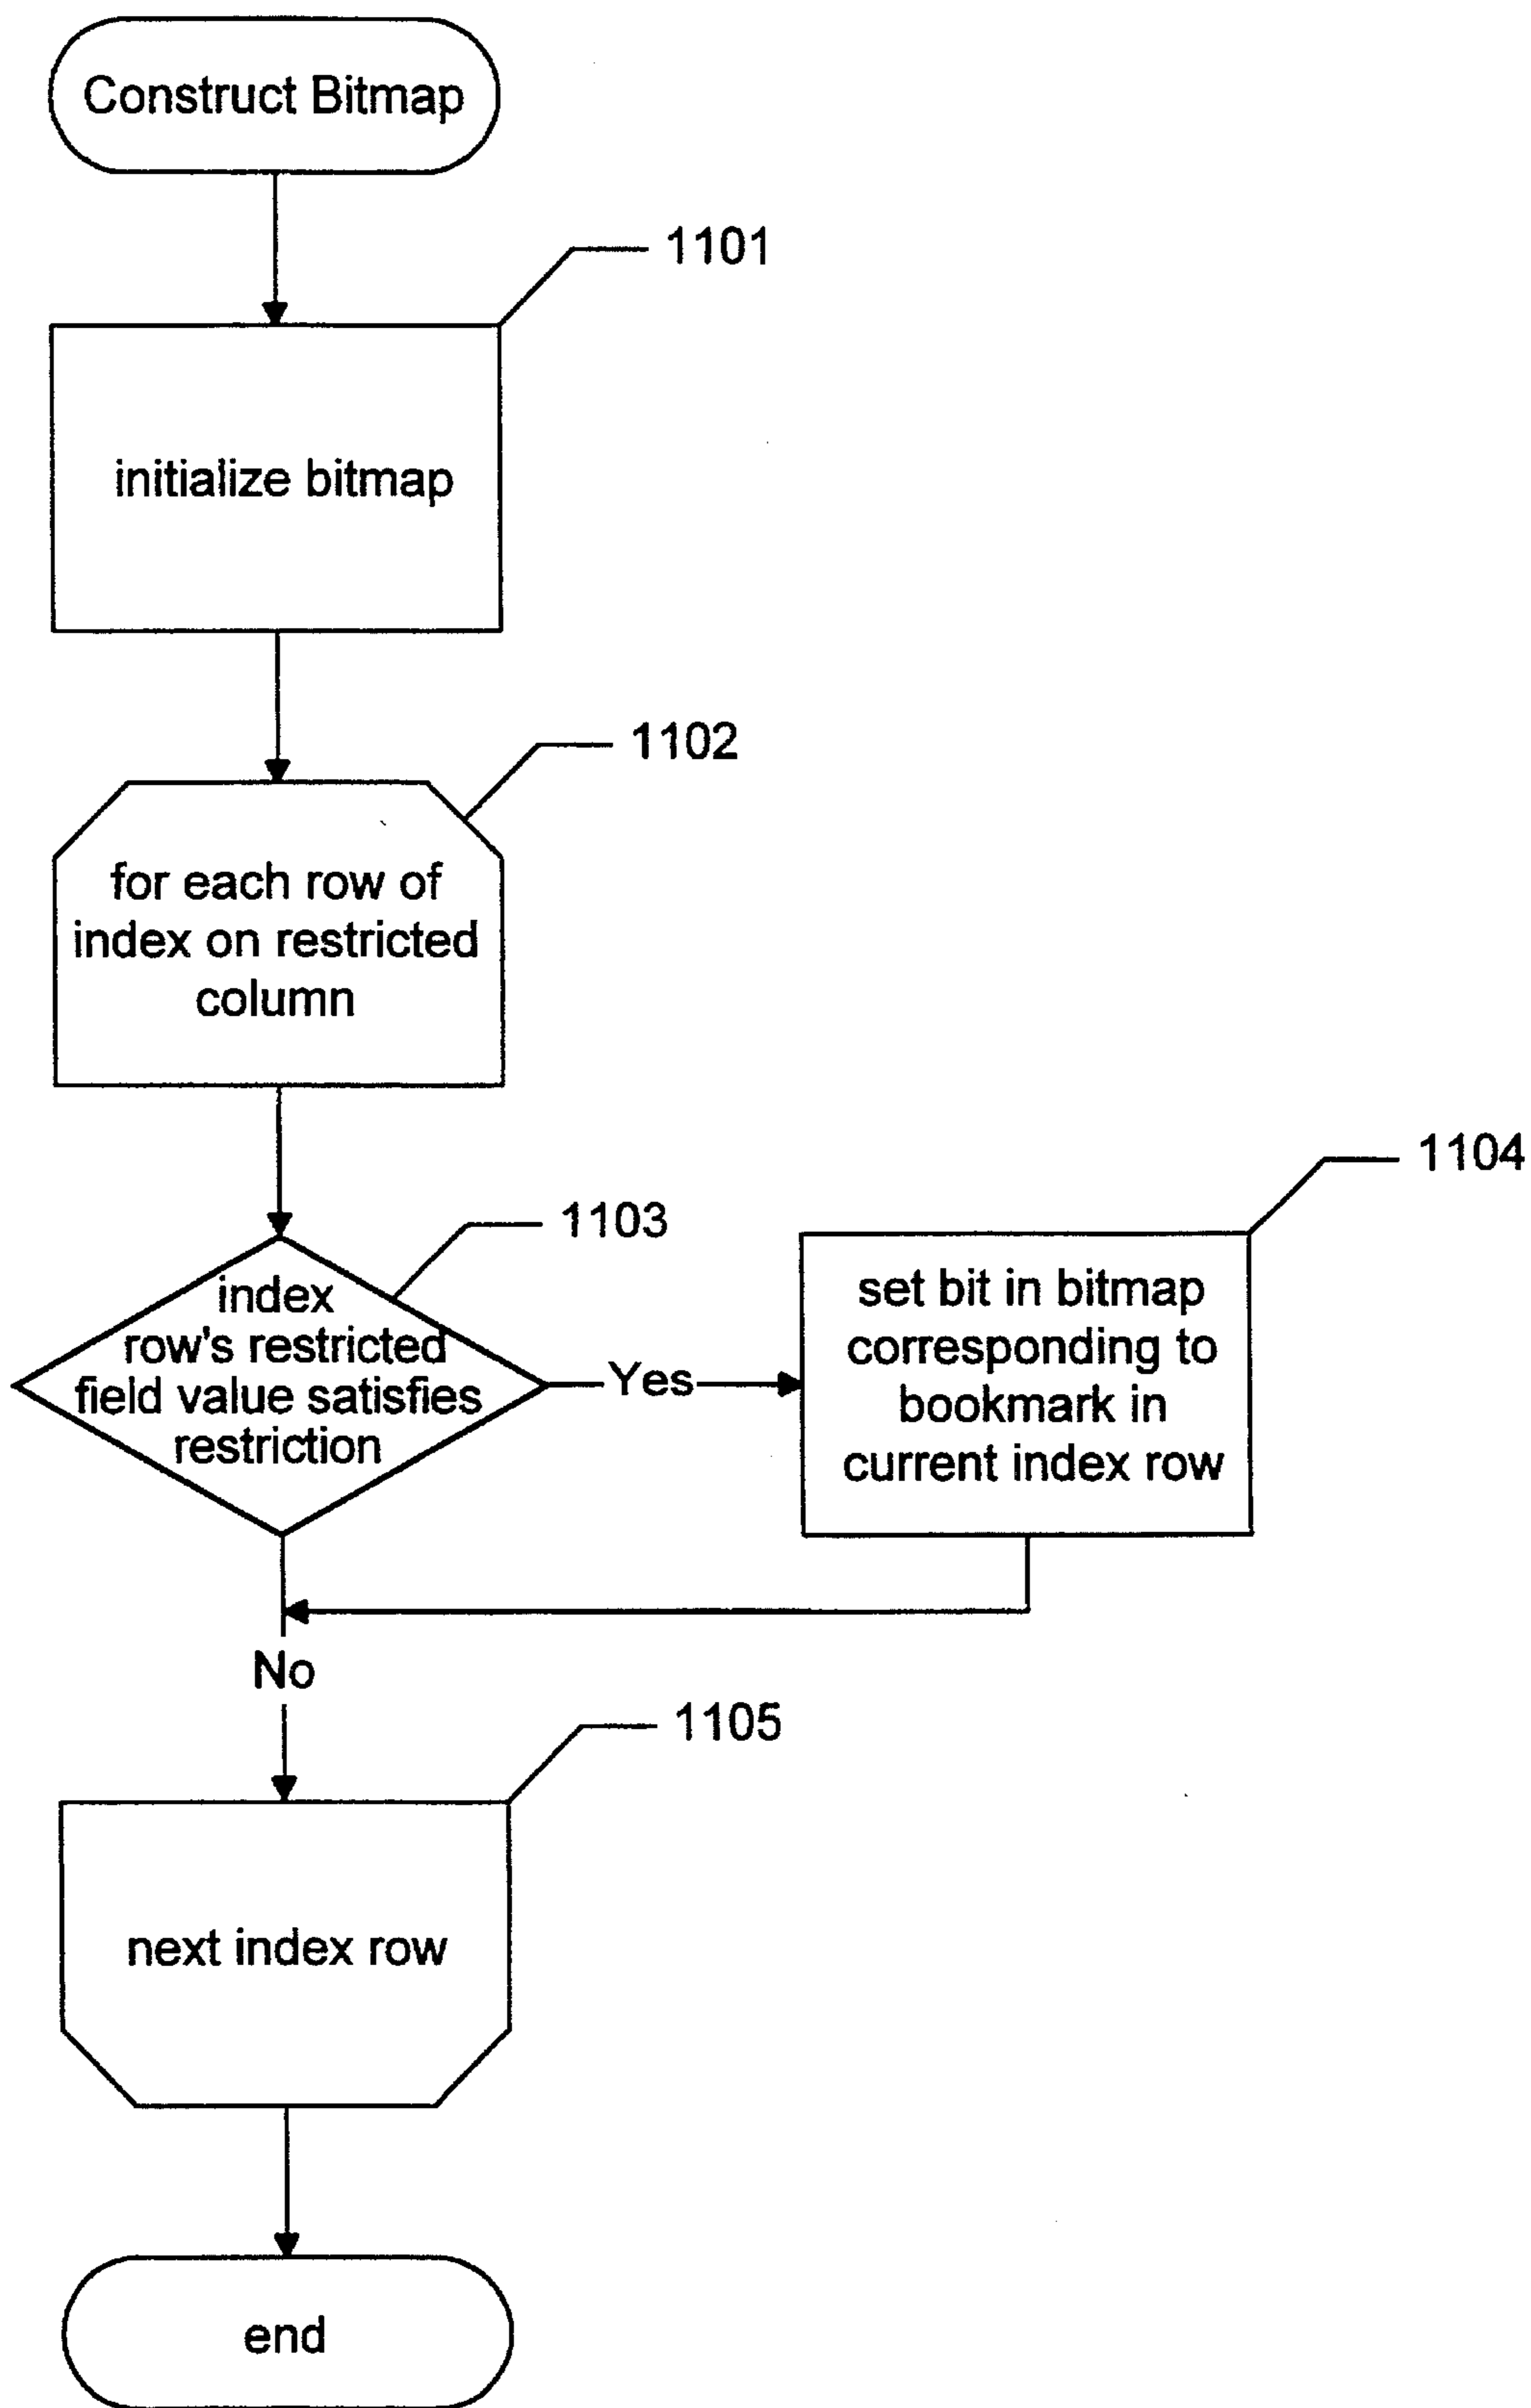 Construct Bitmap
1101
initialize bitmap
1102
for each row of
index on restricted
column
1103
index
row's restricted
field value satisfies
restriction
Yes
1104
set bit in bitmap
corresponding to
bookmark in
current index row
No
1105
next index row
end